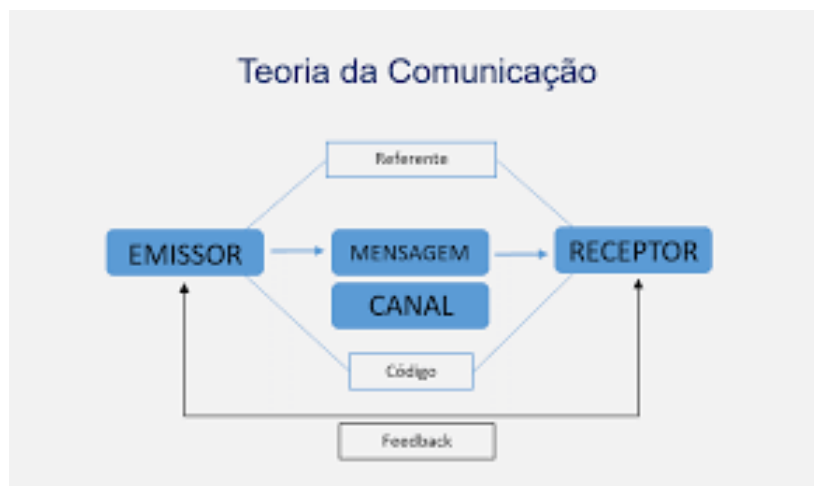 Teoria da Comunicação
Referente
EMISSOR
MENSAGEM
RECEPTOR
CANAL
Código
Feedback